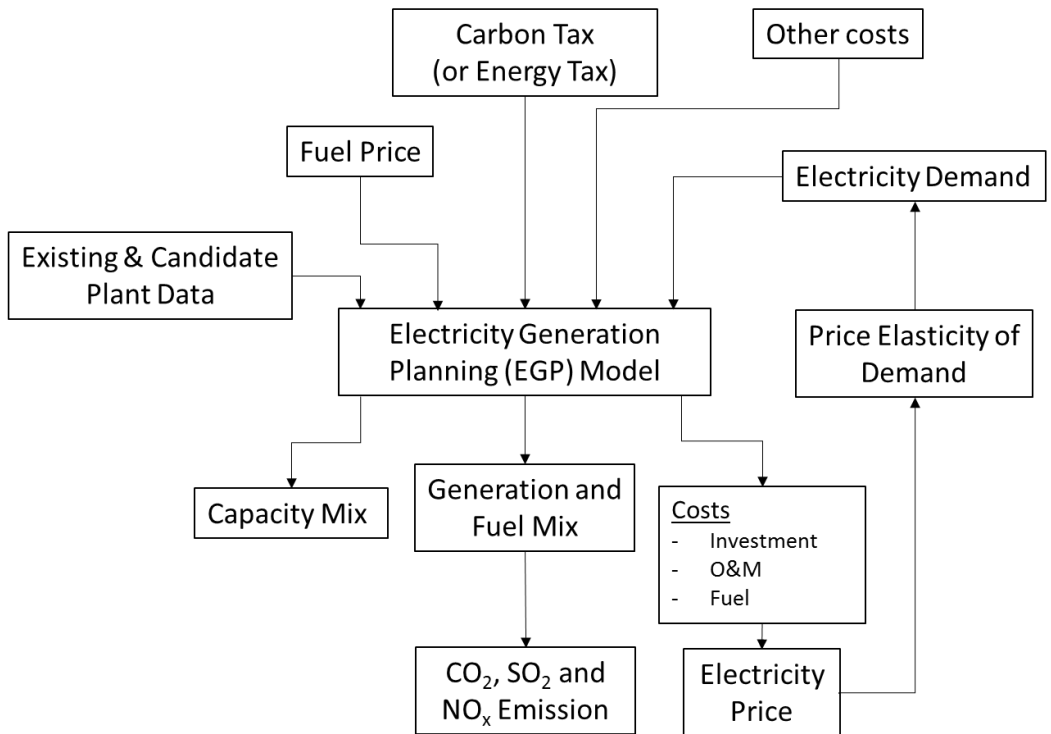 Carbon Tax
(or Energy Tax)
Other costs
Fuel Price
Electricity Demand
Existing & Candidate
Plant Data
Electricity Generation
Planning (EGP) Model
Price Elasticity of
Demand
Capacity Mix
Generation and
Fuel Mix
Costs
- Investment
- O&M
- Fuel
CO₂, SO₂ and
NOₓ Emission
Electricity
Price